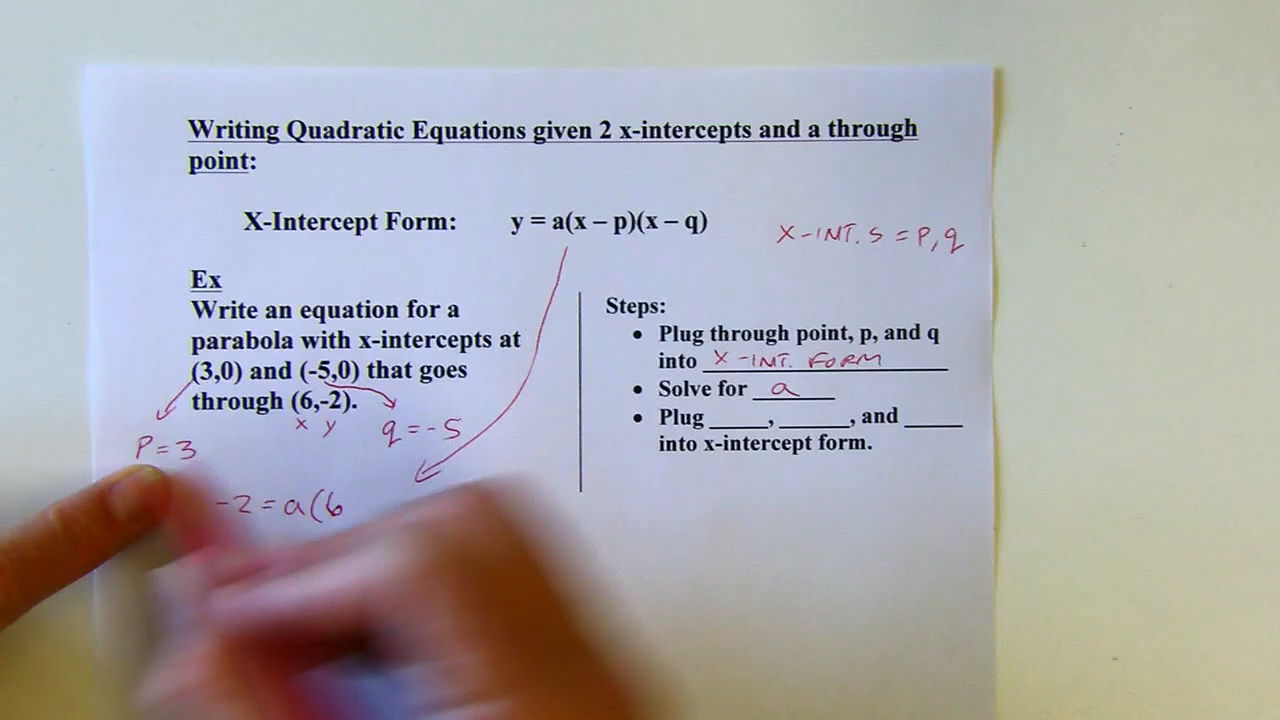 Writing Quadratic Equations given 2 x-intercepts and a through
point:
X-Intercept Form: y = a(x – p)(x – q)
X-INT. S = P, q
Ex
Write an equation for a
parabola with x-intercepts at
(3,0) and (-5,0) that goes
through (6,-2).
x y
q = -5
P = 3
-2 = a(6
Steps:
• Plug through point, p, and q
into X-INT. FORM
• Solve for a
• Plug _____, _____, and _____
into x-intercept form.